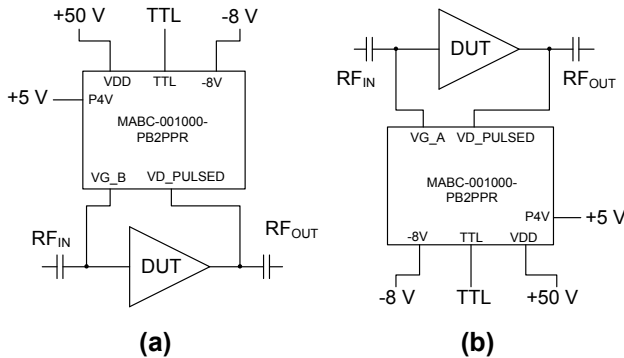 +50 V TTL -8 V
VDD TTL -8V
+5 V P4V
MABC-001000-
PB2PPR
VG_B VD_PULSED
RFIN DUT RFOUT
(a)
DUT
RFIN RFOUT
VG_A VD_PULSED
MABC-001000-
PB2PPR
P4V +5 V
-8V TTL VDD
-8 V TTL +50 V
(b)